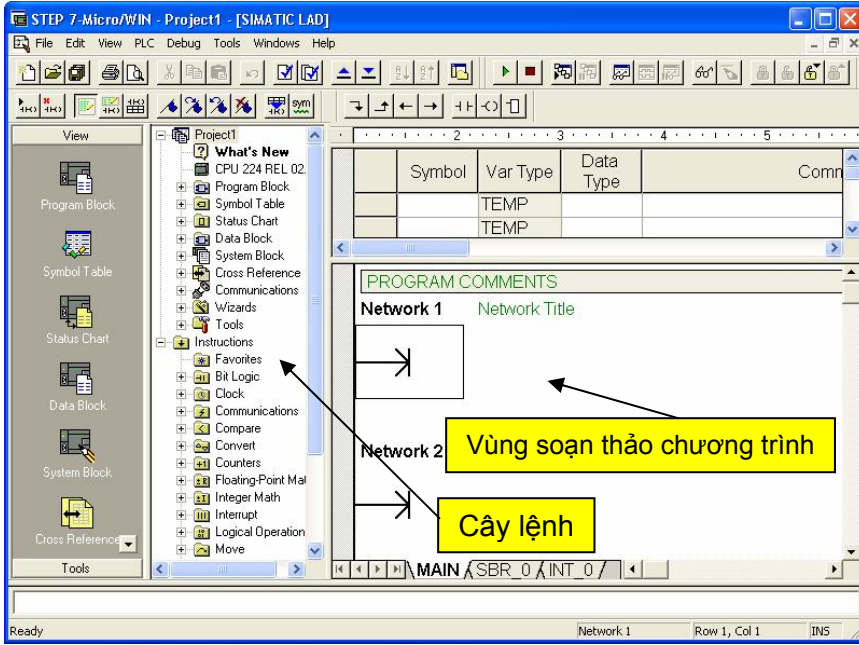 STEP 7-Micro/WIN - Project1 - [SIMATIC LAD]
File Edit View PLC Debug Tools Windows Help
sym
View
Program Block
Symbol Table
Status Chart
Data Block
System Block
Cross Reference
Tools
Project1
What's New
CPU 224 REL 02.
Program Block
Symbol Table
Status Chart
Data Block
System Block
Cross Reference
Communications
Wizards
Tools
Instructions
Favorites
Bit Logic
Clock
Communications
Compare
Convert
Counters
Floating-Point Mat
Integer Math
Interrupt
Logical Operation
Move
2 3 4 5
Symbol Var Type Data Type Comm
TEMP
TEMP
PROGRAM COMMENTS
Network 1 Network Title
Vùng soạn thảo chương trình
Network 2
Cây lệnh
MAIN SBR_0 INT_0
Ready Network 1 Row 1, Col 1 INS